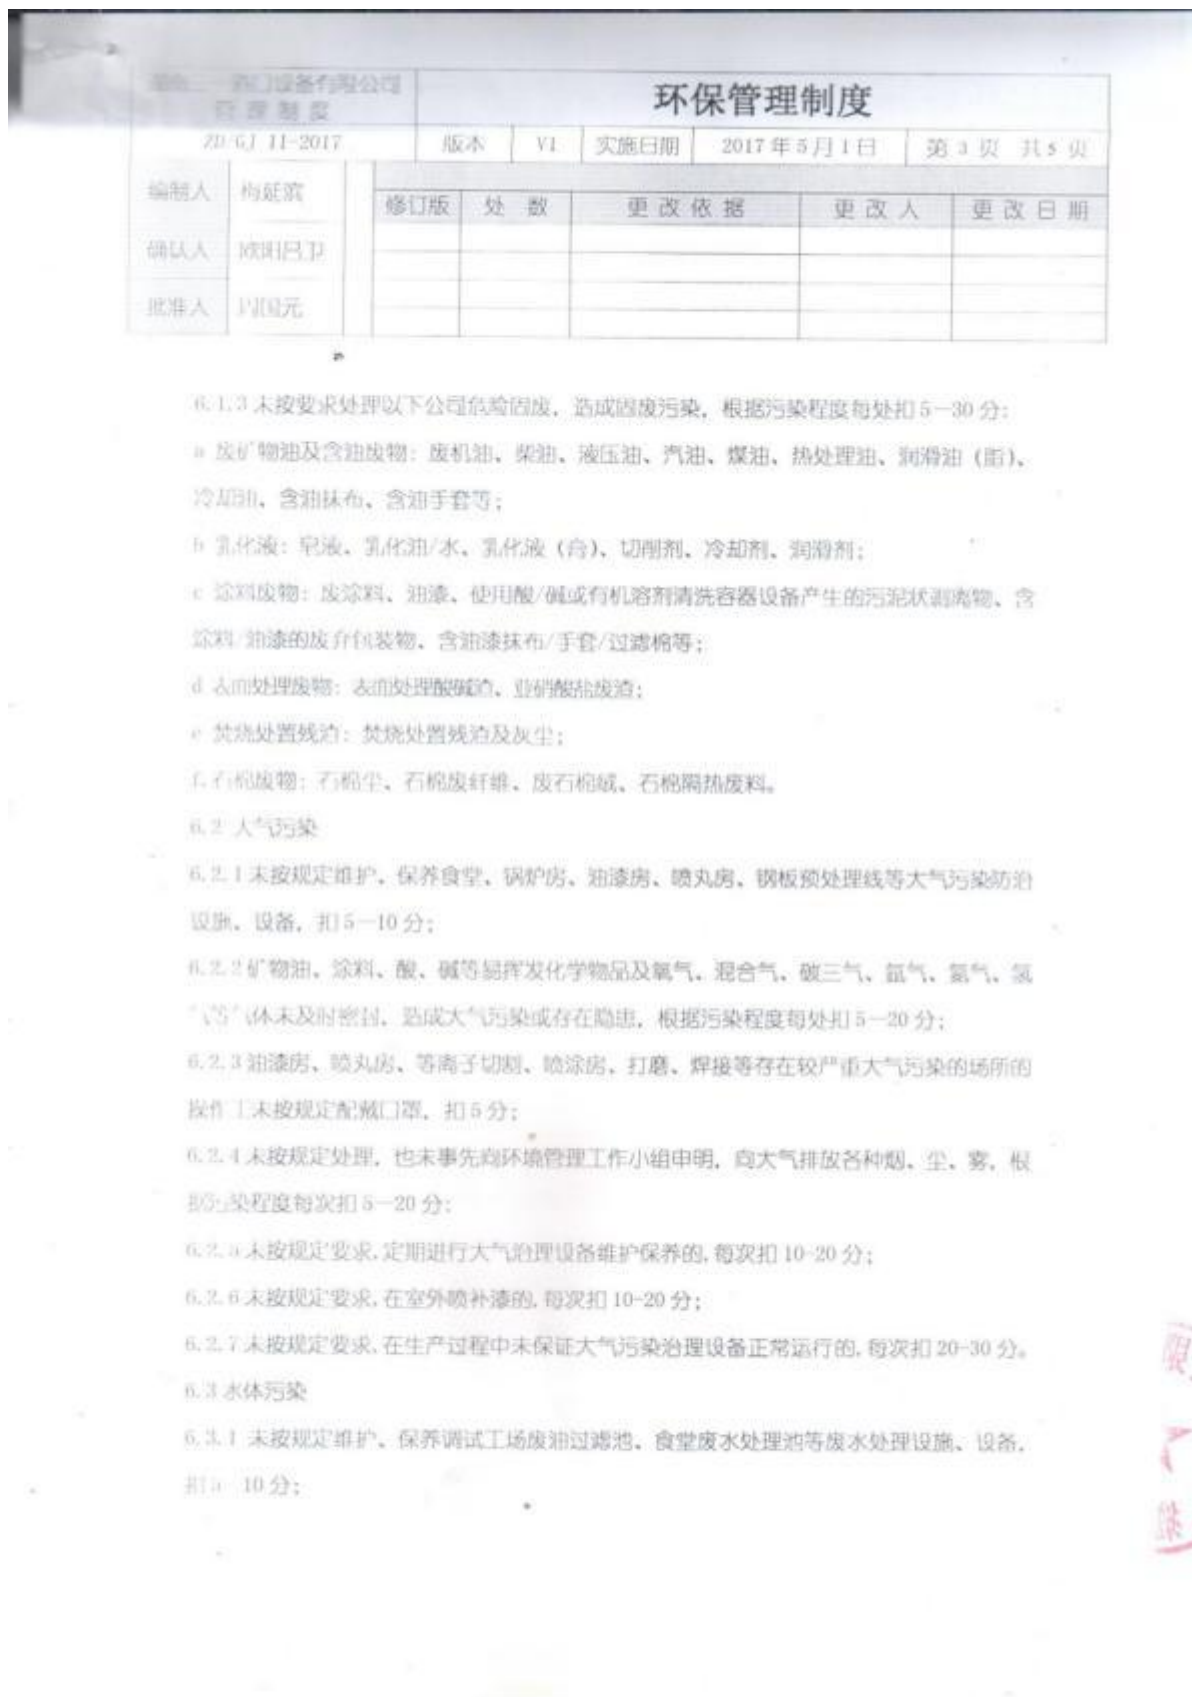 设备有限公司
管理制度
环保管理制度
ZD/GJ 11-2017 版本 V1 实施日期 2017年5月1日 第3页 共5页
编制人 梅延滨
修订版 处数 更改依据 更改人 更改日期
确认人 欧阳吕卫
批准人 周国元
6.1.3 未按要求处理以下公司危险固废，造成固废污染，根据污染程度每处扣5—30分：
a 废矿物油及含油废物：废机油、柴油、液压油、汽油、煤油、热处理油、润滑油（脂）、
冷却油、含油抹布、含油手套等；
b 乳化液：皂液、乳化油/水、乳化液（膏）、切削剂、冷却剂、润滑剂；
c 涂料废物：废涂料、油漆、使用酸/碱或有机溶剂清洗容器设备产生的污泥状剥离物、含
涂料/油漆的废弃包装物、含油漆抹布/手套/过滤棉等；
d 表面处理废物：表面处理酸碱渣、亚硝酸盐废渣；
e 焚烧处置残渣：焚烧处置残渣及灰尘；
f.石棉废物：石棉尘、石棉废纤维、废石棉绒、石棉隔热废料。
6.2 大气污染
6.2.1 未按规定维护、保养食堂、锅炉房、油漆房、喷丸房、钢板预处理线等大气污染防治
设施、设备，扣5—10分；
6.2.2 矿物油、涂料、酸、碱等易挥发化学物品及氧气、混合气、碳三气、氩气、氮气、氢
气等气体未及时密封，造成大气污染或存在隐患，根据污染程度每处扣5—20分；
6.2.3 油漆房、喷丸房、等离子切割、喷涂房、打磨、焊接等存在较严重大气污染的场所的
操作工未按规定配戴口罩，扣5分；
6.2.4 未按规定处理，也未事先向环境管理工作小组申明，向大气排放各种烟、尘、雾，根
据污染程度每次扣5—20分；
6.2.5 未按规定要求,定期进行大气治理设备维护保养的,每次扣10-20分；
6.2.6 未按规定要求,在室外喷补漆的,每次扣10-20分；
6.2.7 未按规定要求,在生产过程中未保证大气污染治理设备正常运行的,每次扣20-30分。
6.3 水体污染
6.3.1 未按规定维护、保养调试工场废油过滤池、食堂废水处理池等废水处理设施、设备，
扣5—10分；
限